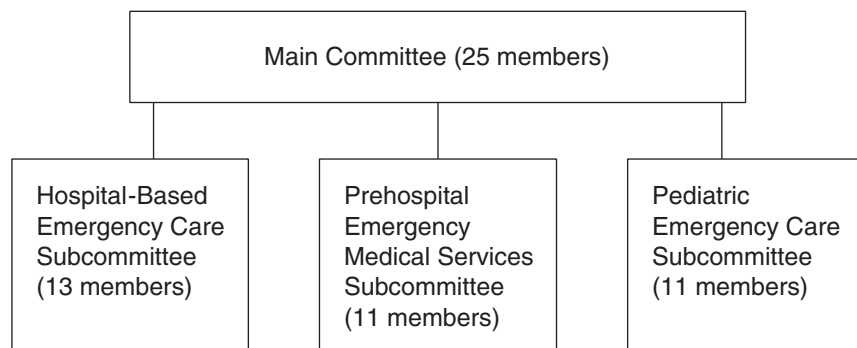 Main Committee (25 members)
Hospital-Based
Emergency Care
Subcommittee
(13 members)
Prehospital
Emergency
Medical Services
Subcommittee
(11 members)
Pediatric
Emergency Care
Subcommittee
(11 members)